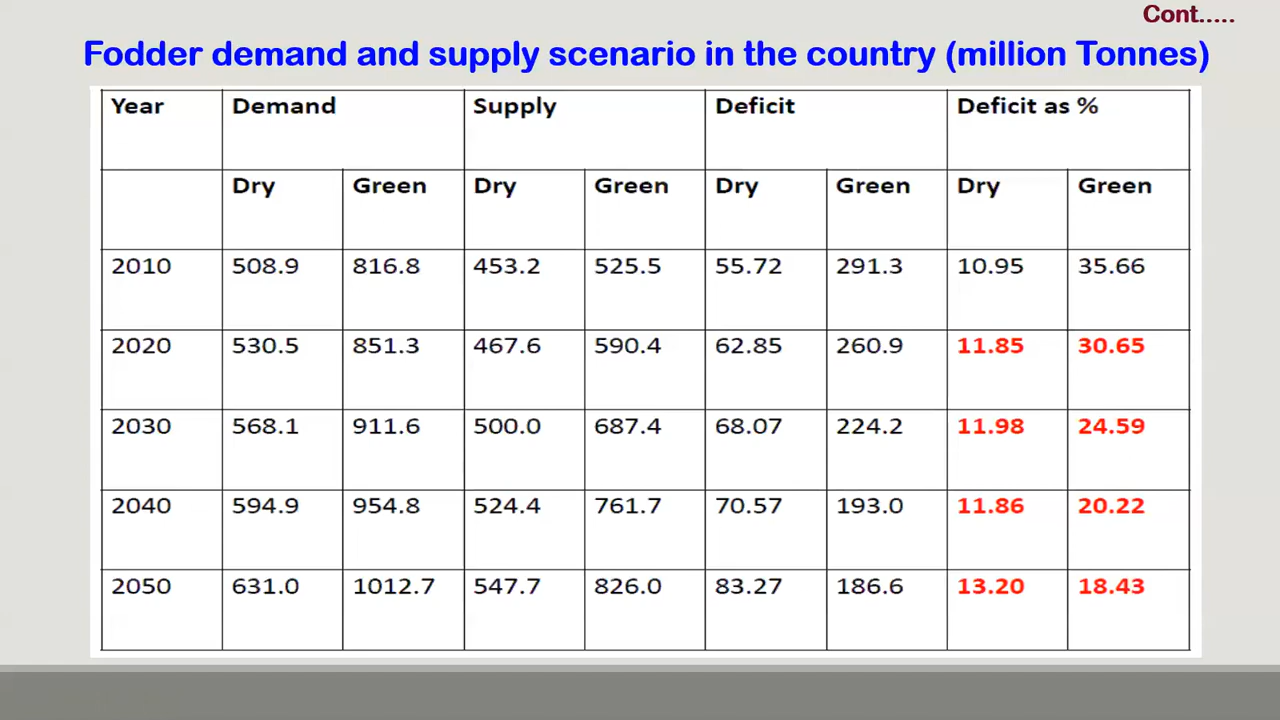 Cont.....
Fodder demand and supply scenario in the country (million Tonnes)
Year Demand Supply Deficit Deficit as %
Dry Green Dry Green Dry Green Dry Green
2010 508.9 816.8 453.2 525.5 55.72 291.3 10.95 35.66
2020 530.5 851.3 467.6 590.4 62.85 260.9 11.85 30.65
2030 568.1 911.6 500.0 687.4 68.07 224.2 11.98 24.59
2040 594.9 954.8 524.4 761.7 70.57 193.0 11.86 20.22
2050 631.0 1012.7 547.7 826.0 83.27 186.6 13.20 18.43